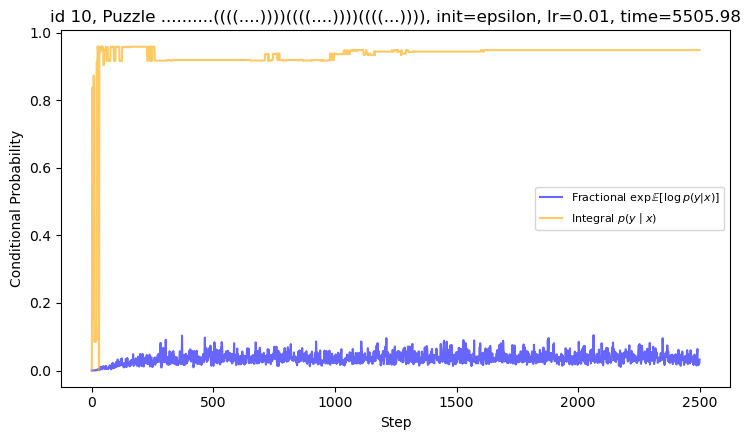 id 10, Puzzle ..........((((....))))((((....))))((((...)))), init=epsilon, lr=0.01, time=5505.98
1.0
0.8
0.6
0.4
0.2
0.0
Conditional Probability
Fractional exp𝔼[log p(y|x)]
Integral p(y | x)
0
500
1000
1500
2000
2500
Step